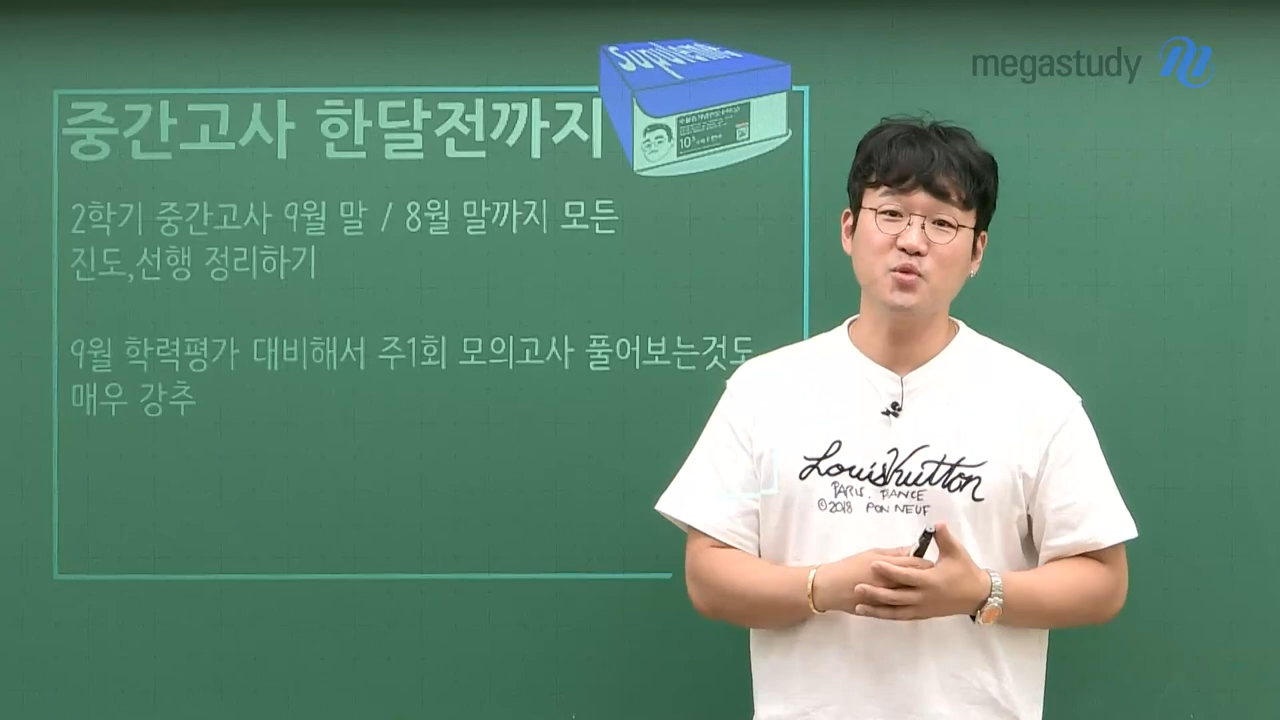 megastudy
중간고사 한달전까지
2학기 중간고사 9월 말 / 8월 말까지 모든
진도,선행 정리하기
9월 학력평가 대비해서 주1회 모의고사 풀어보는것도
매우 강추
Louis Vuitton
PARIS, FRANCE
©2018 PON NEUF